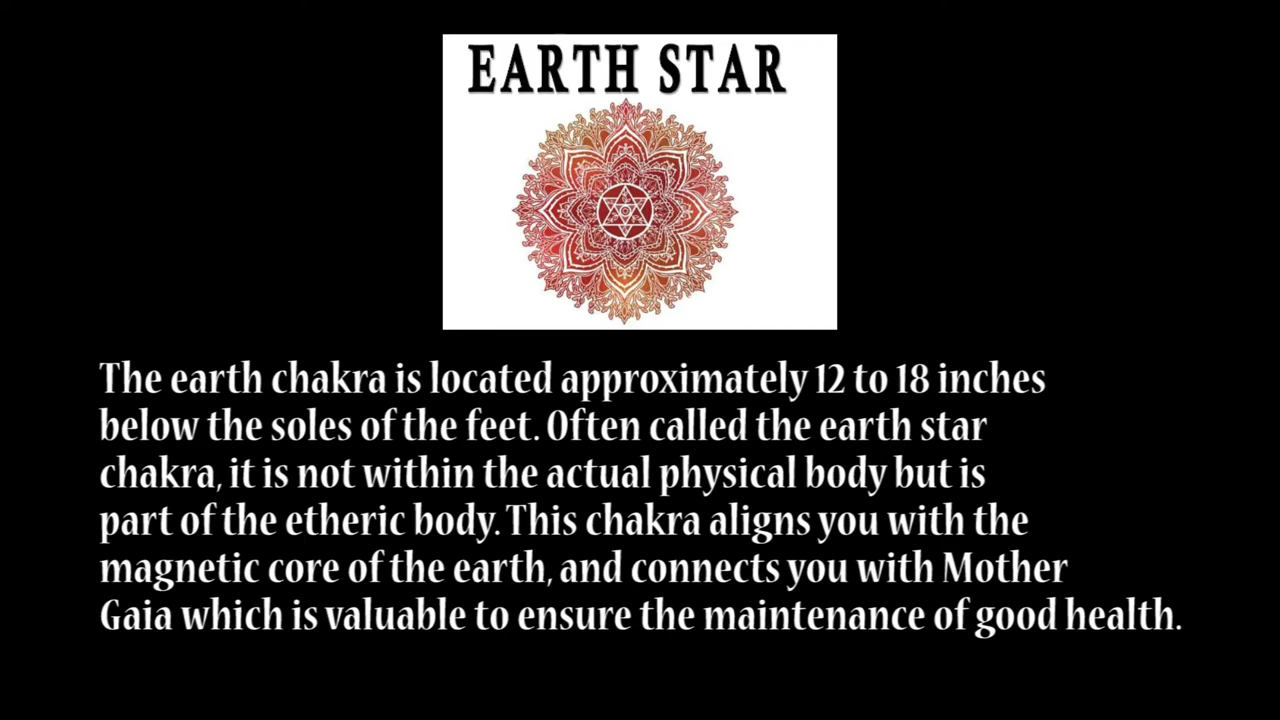 EARTH STAR
The earth chakra is located approximately 12 to 18 inches
below the soles of the feet. Often called the earth star
chakra, it is not within the actual physical body but is
part of the etheric body. This chakra aligns you with the
magnetic core of the earth, and connects you with Mother
Gaia which is valuable to ensure the maintenance of good health.